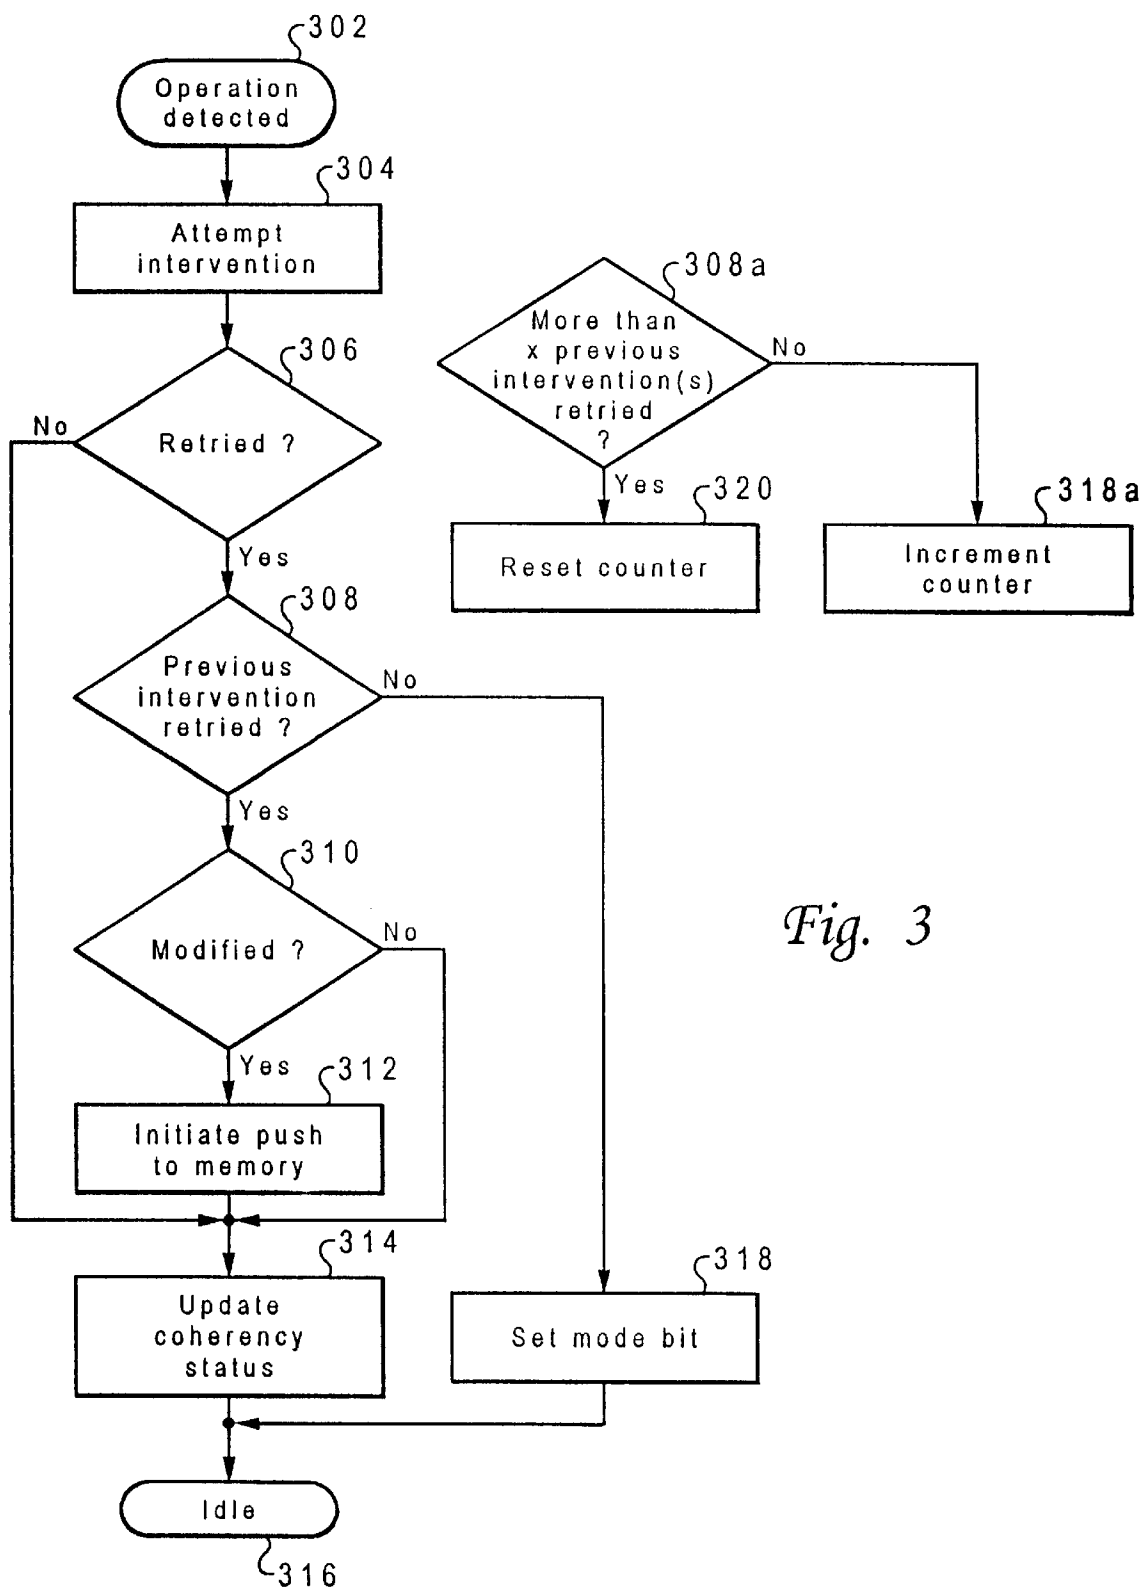 302
Operation
detected
304
Attempt
intervention
306
Retried ?
No
Yes
308
Previous
intervention
retried ?
No
Yes
310
Modified ?
No
Yes
312
Initiate push
to memory
314
Update
coherency
status
318
Set mode bit
Idle
316
308a
More than
x previous
intervention(s)
retried
?
No
Yes
320
Reset counter
318a
Increment
counter
Fig. 3